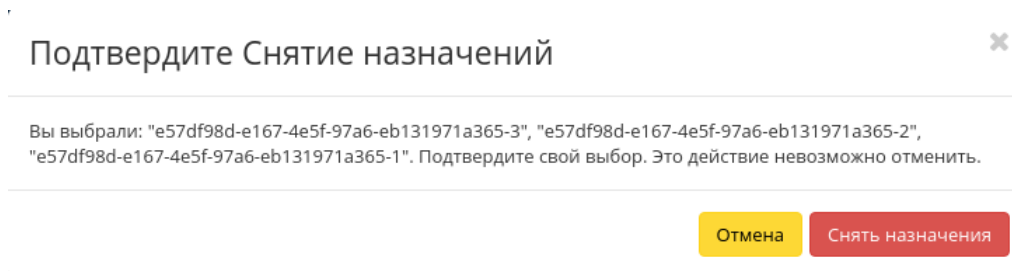 Подтвердите Снятие назначений
Вы выбрали: "e57df98d-e167-4e5f-97a6-eb131971a365-3", "e57df98d-e167-4e5f-97a6-eb131971a365-2",
"e57df98d-e167-4e5f-97a6-eb131971a365-1". Подтвердите свой выбор. Это действие невозможно отменить.
Отмена
Снять назначения